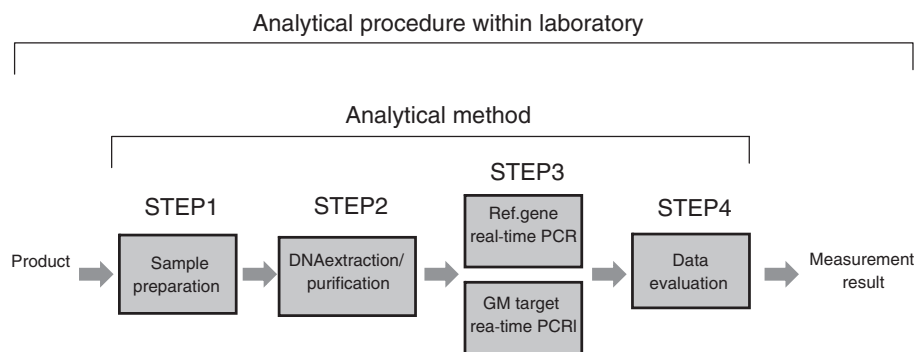 Analytical procedure within laboratory
Analytical method
STEP1
STEP2
STEP3
STEP4
Product
Sample
preparation
DNAextraction/
purification
Ref.gene
real-time PCR
GM target
rea-time PCRl
Data
evaluation
Measurement
result